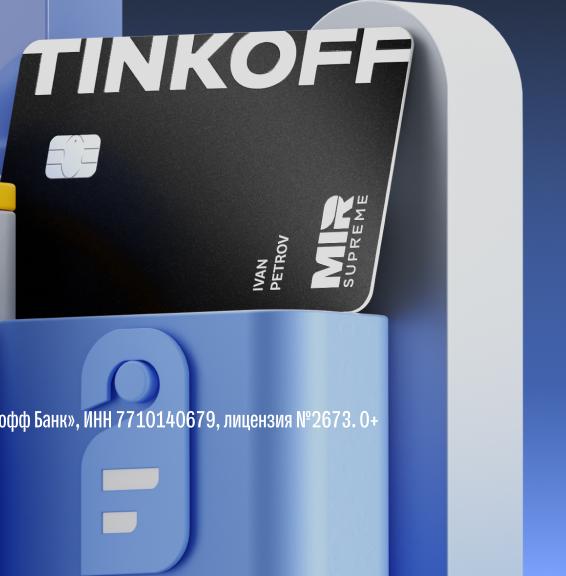 TINKOFF
IVAN
PETROV
MIR
SUPREME
офф Банк», ИНН 7710140679, лицензия №2673. 0+